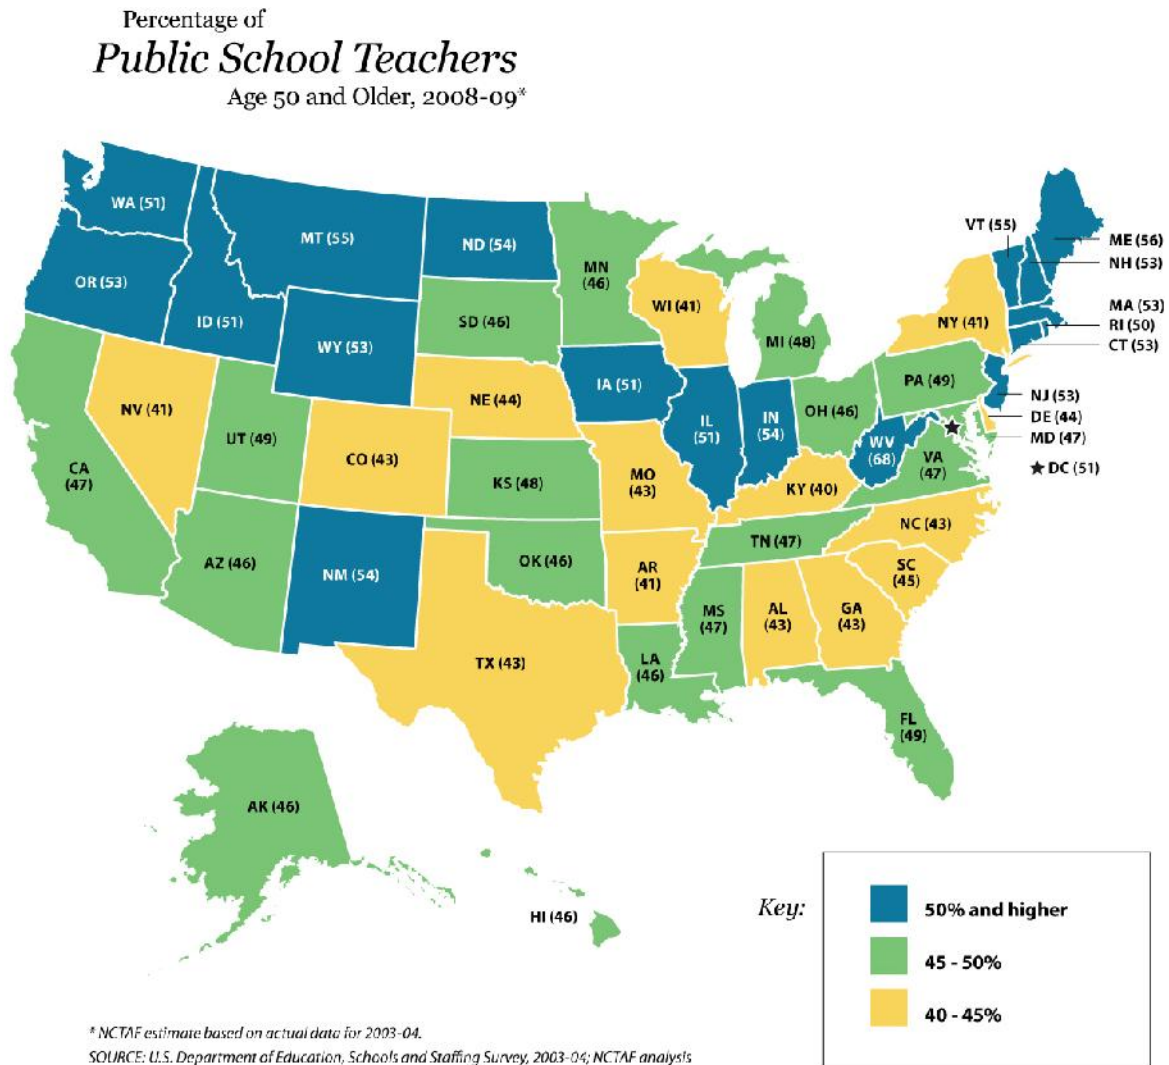 Percentage of
Public School Teachers
Age 50 and Older, 2008-09*
WA (51)
MT (55)
ND (54)
MN
(46)
VT (55)
ME (56)
NH (53)
OR (53)
ID (51)
SD (46)
WI (41)
NY (41)
MA (53)
RI (50)
CT (53)
WY (53)
MI (48)
IA (51)
PA (49)
NJ (53)
DE (44)
MD (47)
DC (51)
NV (41)
UT (49)
NE (44)
IL
(51)
IN
(54)
OH (46)
WV
(68)
VA
(47)
CA
(47)
CO (43)
KS (48)
MO
(43)
KY (40)
NC (43)
AZ (46)
NM (54)
OK (46)
AR
(41)
TN (47)
SC
(45)
MS
(47)
AL
(43)
GA
(43)
TX (43)
LA
(46)
FL
(49)
AK (46)
HI (46)
Key:
50% and higher
45 - 50%
40 - 45%
* NCTAF estimate based on actual data for 2003-04.
SOURCE: U.S. Department of Education, Schools and Staffing Survey, 2003-04; NCTAF analysis